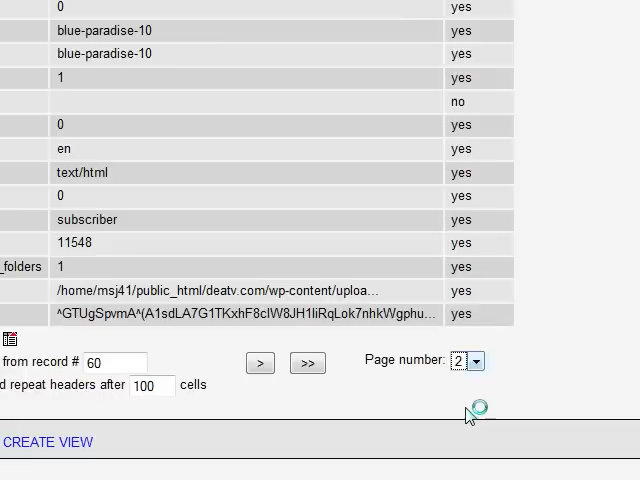 0 yes
blue-paradise-10 yes
blue-paradise-10 yes
1 yes
no
0 yes
en yes
text/html yes
0 yes
subscriber yes
11548 yes
_folders 1 yes
/home/msj41/public_html/deatv.com/wp-content/uploa... yes
yes
from record # 60 > >> Page number: 2
d repeat headers after 100 cells
CREATE VIEW